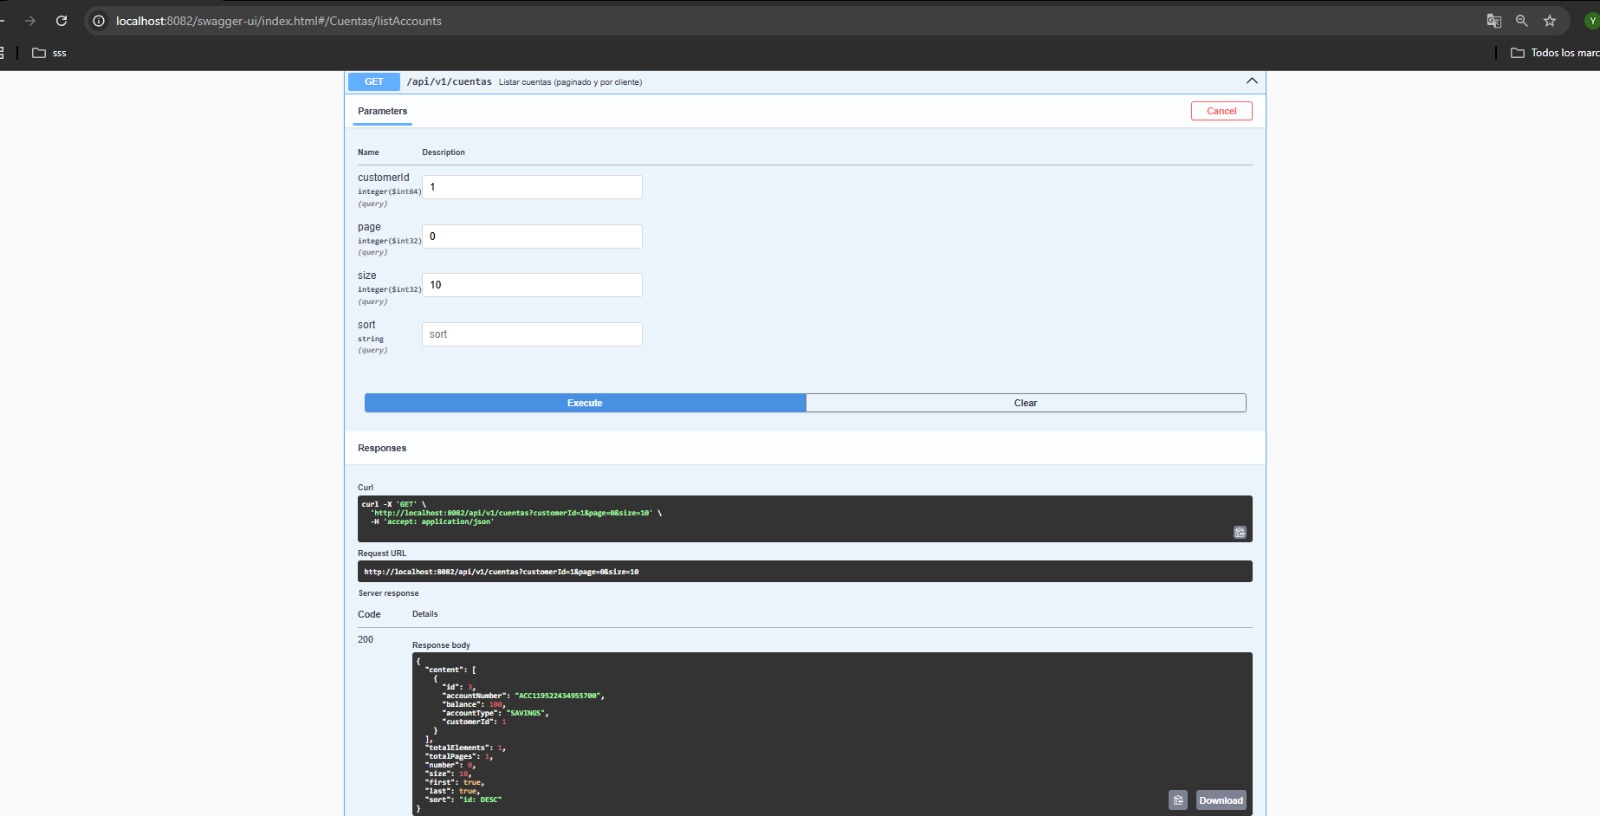 localhost:8082/swagger-ui/index.html#/Cuentas/listAccounts
Y
sss
Todos los marc
GET /api/v1/cuentas Listar cuentas (paginado y por cliente)
Parameters
Cancel
Name Description
customerId
integer($int64)
(query)
1
page
integer($int32)
(query)
0
size
integer($int32)
(query)
10
sort
string
(query)
sort
Execute
Clear
Responses
Curl
curl -X 'GET' \
'http://localhost:8082/api/v1/cuentas?customerId=1&page=0&size=10' \
-H 'accept: application/json'
Request URL
http://localhost:8082/api/v1/cuentas?customerId=1&page=0&size=10
Server response
Code Details
200
Response body
{
"content": [
{
"id": 1,
"accountNumber": "ACC119522434955700",
"balance": 100,
"accountType": "SAVINGS",
"customerId": 1
}
],
"totalElements": 1,
"totalPages": 1,
"number": 0,
"size": 10,
"first": true,
"last": true,
"sort": "id: DESC"
}
Download